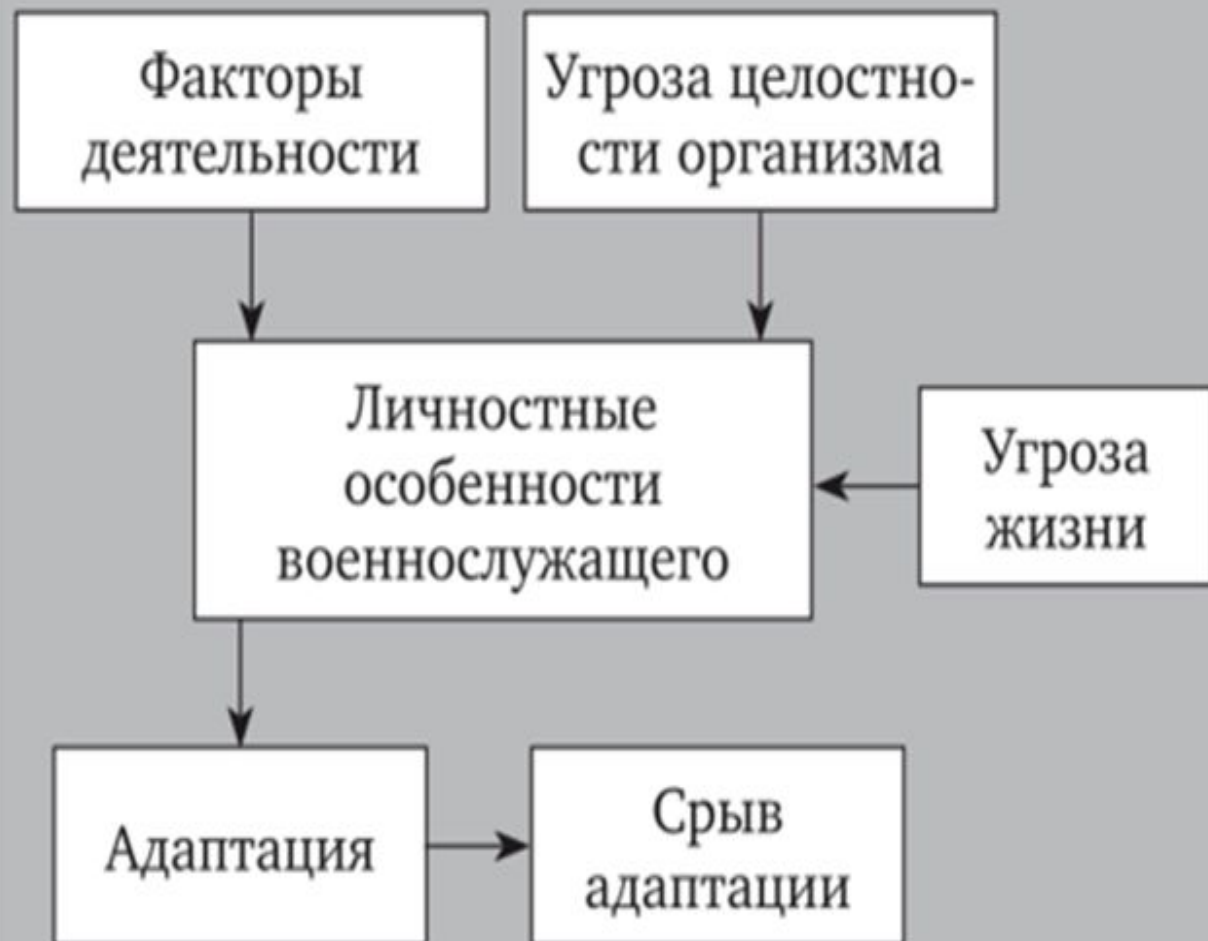 Факторы
деятельности
Угроза целостно-
сти организма
Личностные
особенности
военнослужащего
Угроза
жизни
Адаптация
Срыв
адаптации